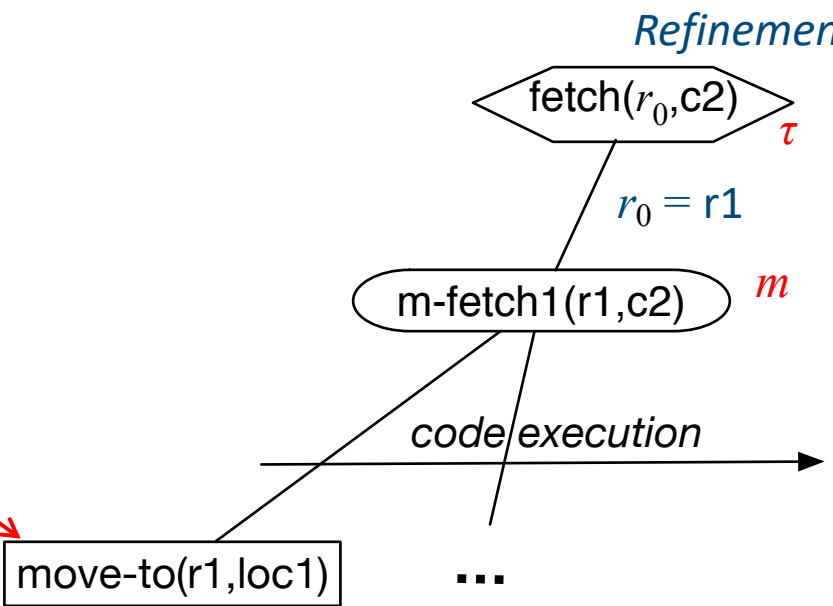 Refinemen
fetch(r₀,c2)
τ
r₀ = r1
m-fetch1(r1,c2)
m
code execution
move-to(r1,loc1)
...